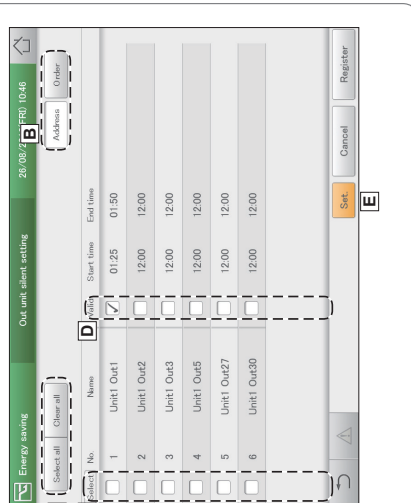 Energy saving Out unit silent setting 26/08/2 (FRI) 10:46
B
Select all Clear all Address Order
D
Select No. Name Valid Start time End time
1 Unit1 Out1 01:25 01:50
2 Unit1 Out2 12:00 12:00
3 Unit1 Out3 12:00 12:00
4 Unit1 Out5 12:00 12:00
5 Unit1 Out27 12:00 12:00
6 Unit1 Out30 12:00 12:00
Set. Cancel Register
E